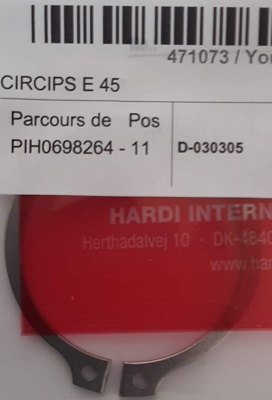 471073 / You
CIRCIPS E 45
Parcours de Pos
PIH0698264 - 11
D-030305
HARDI INTERN
Herthadalvej 10 - DK-4840
www.har